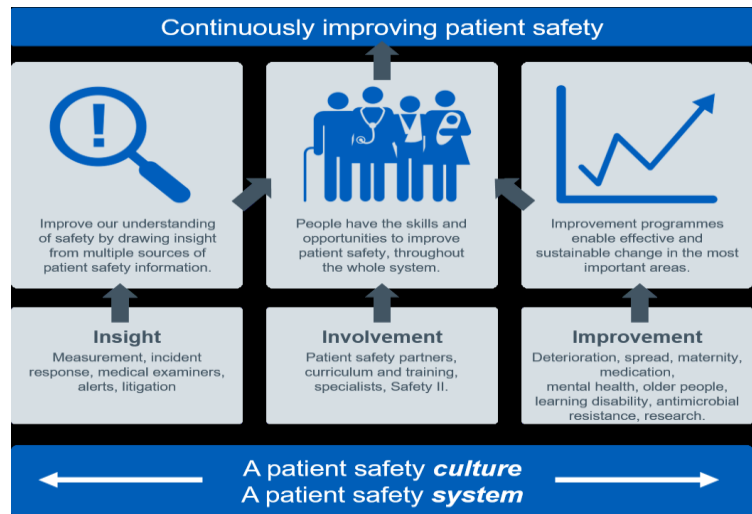 Continuously improving patient safety
!
Improve our understanding
of safety by drawing insight
from multiple sources of
patient safety information.
People have the skills and
opportunities to improve
patient safety, throughout
the whole system.
Improvement programmes
enable effective and
sustainable change in the most
important areas.
Insight
Measurement, incident
response, medical examiners,
alerts, litigation
Involvement
Patient safety partners,
curriculum and training,
specialists, Safety II.
Improvement
Deterioration, spread, maternity,
medication,
mental health, older people,
learning disability, antimicrobial
resistance, research.
A patient safety culture
A patient safety system